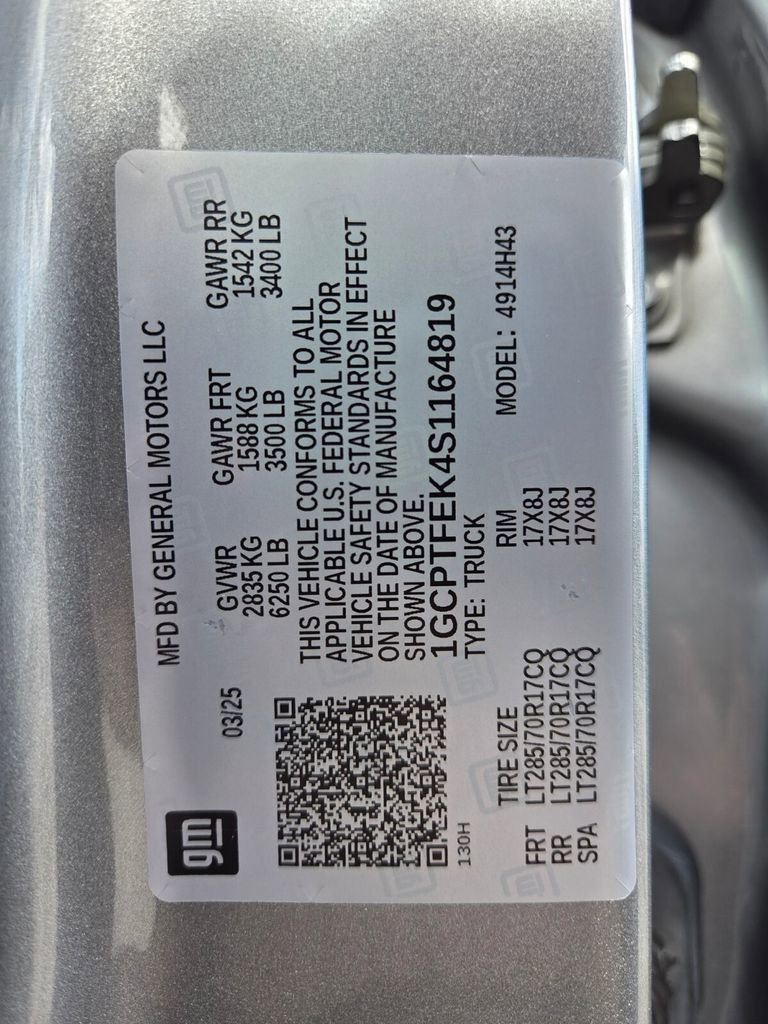 gm
03/25
MFD BY GENERAL MOTORS LLC
GVWR GAWR FRT GAWR RR
2835 KG 1588 KG 1542 KG
6250 LB 3500 LB 3400 LB
THIS VEHICLE CONFORMS TO ALL
APPLICABLE U.S. FEDERAL MOTOR
VEHICLE SAFETY STANDARDS IN EFFECT
ON THE DATE OF MANUFACTURE
SHOWN ABOVE.
1GCPTFEK4S1164819
TYPE: TRUCK MODEL: 4914H43
130H
TIRE SIZE RIM
FRT LT285/70R17CQ 17X8J
RR LT285/70R17CQ 17X8J
SPA LT285/70R17CQ 17X8J